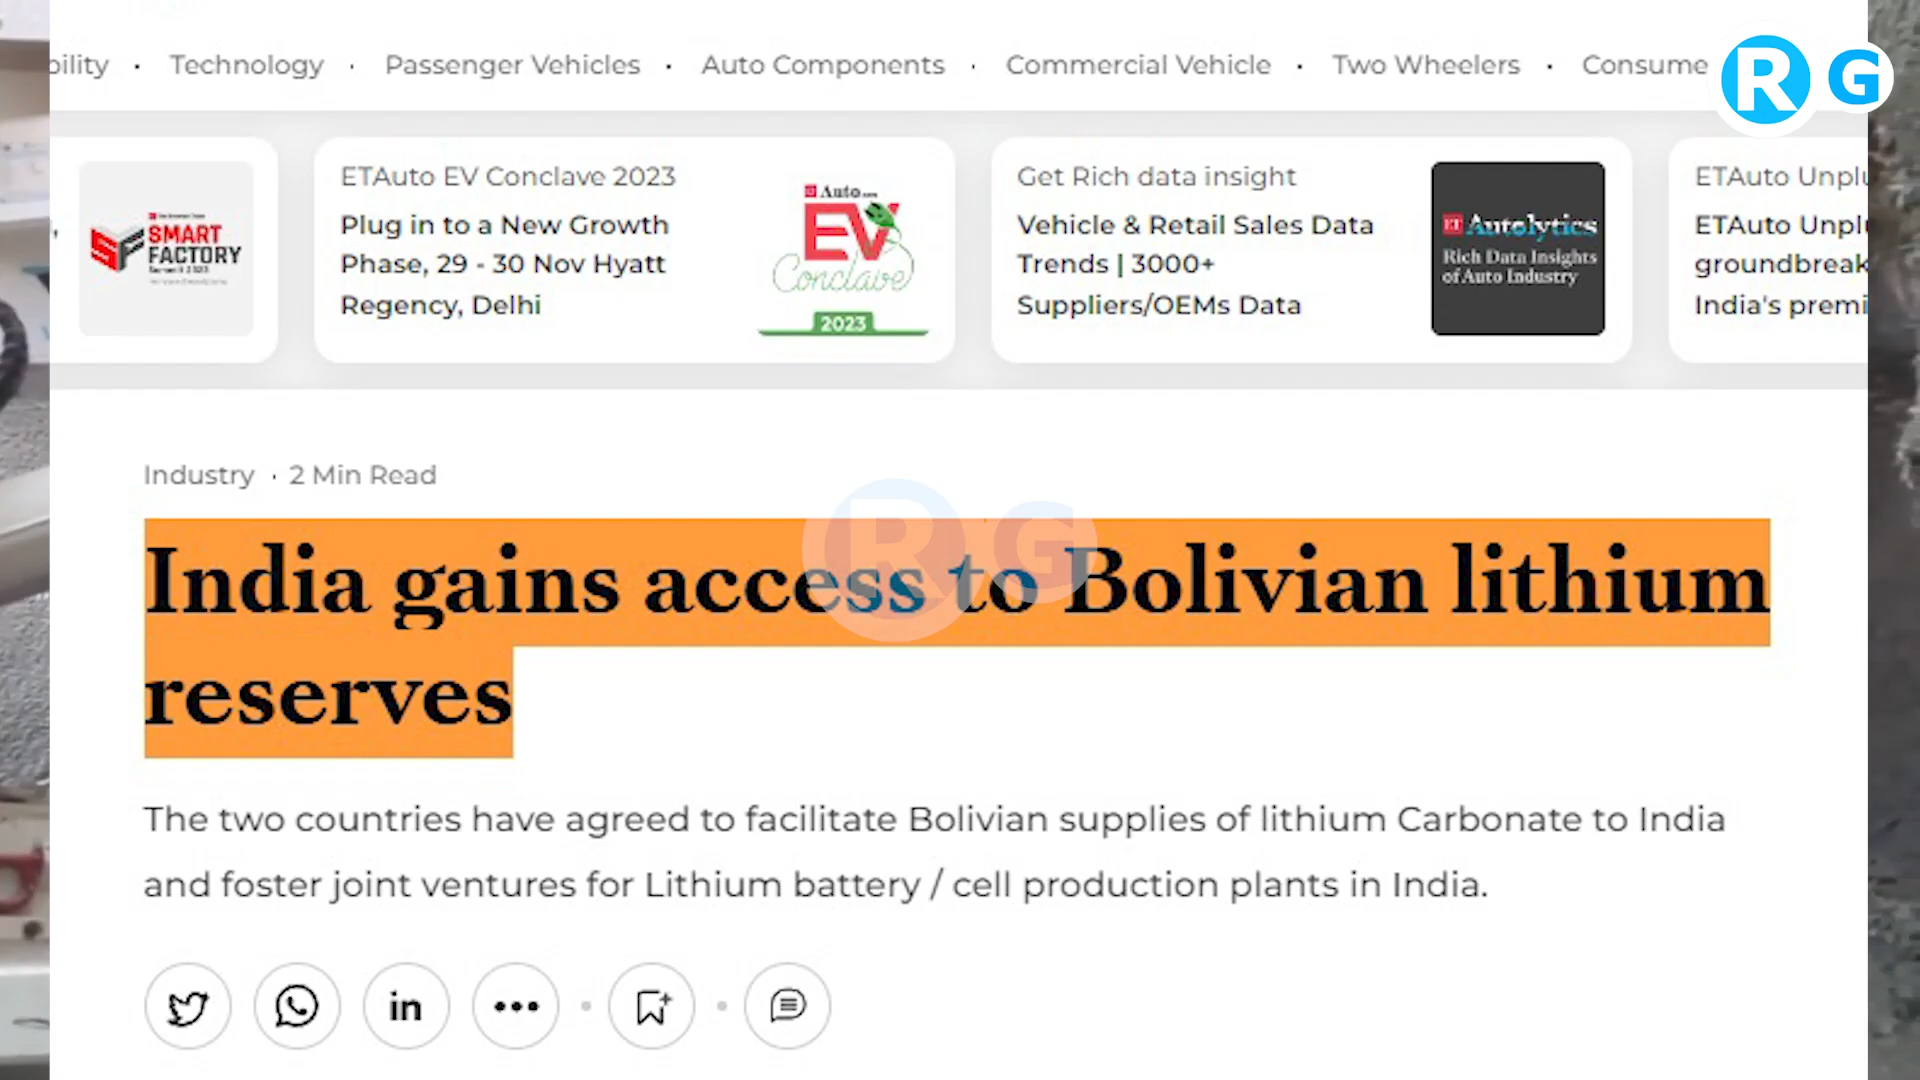 bility · Technology · Passenger Vehicles · Auto Components · Commercial Vehicle · Two Wheelers · Consume
R G
SMART
FACTORY
ETAuto EV Conclave 2023
Plug in to a New Growth
Phase, 29 - 30 Nov Hyatt
Regency, Delhi
Auto
EV
Conclave
2023
Get Rich data insight
Vehicle & Retail Sales Data
Trends | 3000+
Suppliers/OEMs Data
ET Autolytics
Rich Data Insights
of Auto Industry
ETAuto Unplu
ETAuto Unplu
groundbreak
India's premi
Industry · 2 Min Read
India gains access to Bolivian lithium
reserves
R G
The two countries have agreed to facilitate Bolivian supplies of lithium Carbonate to India
and foster joint ventures for Lithium battery / cell production plants in India.
in